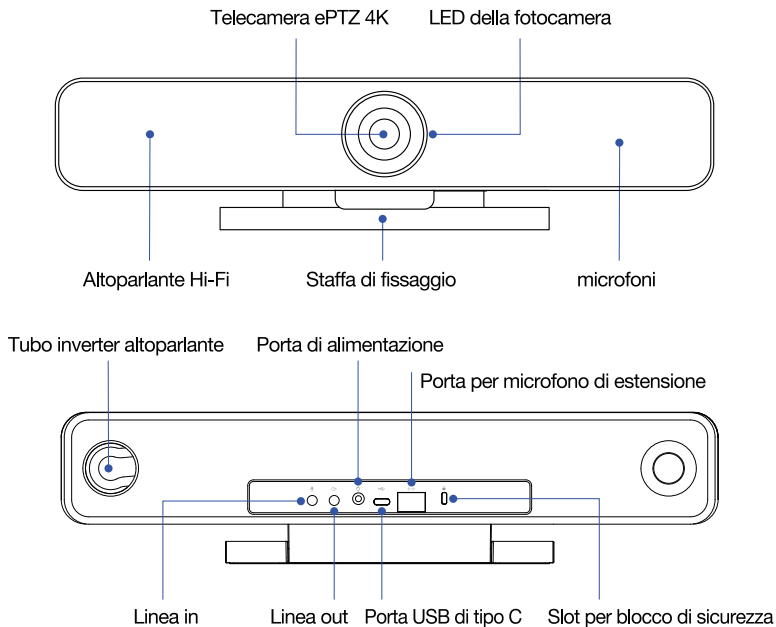 Telecamera ePTZ 4K
LED della fotocamera
Altoparlante Hi-Fi
Staffa di fissaggio
microfoni
Tubo inverter altoparlante
Porta di alimentazione
Porta per microfono di estensione
Linea in
Linea out
Porta USB di tipo C
Slot per blocco di sicurezza